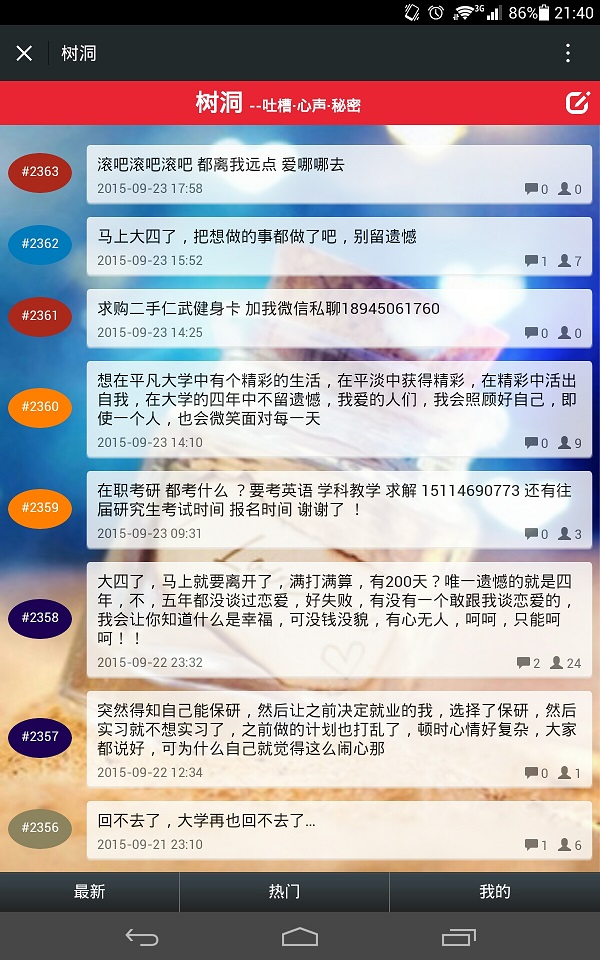 3G 86% 21:40
树洞
树洞 --吐槽·心声·秘密
#2363
滚吧滚吧滚吧 都离我远点 爱哪哪去
2015-09-23 17:58 0 0
#2362
马上大四了，把想做的事都做了吧，别留遗憾
2015-09-23 15:52 1 7
#2361
求购二手仁武健身卡 加我微信私聊18945061760
2015-09-23 14:25 0 0
#2360
想在平凡大学中有个精彩的生活，在平淡中获得精彩，在精彩中活出
自我，在大学的四年中不留遗憾，我爱的人们，我会照顾好自己，即
使一个人，也会微笑面对每一天
2015-09-23 14:10 0 9
#2359
在职考研 都考什么 ？要考英语 学科教学 求解 15114690773 还有往
届研究生考试时间 报名时间 谢谢了 ！
2015-09-23 09:31 0 3
#2358
大四了，马上就要离开了，满打满算，有200天？唯一遗憾的就是四
年，不，五年都没谈过恋爱，好失败，有没有一个敢跟我谈恋爱的，
我会让你知道什么是幸福，可没钱没貌，有心无人，呵呵，只能呵
呵！！
2015-09-22 23:32 2 24
#2357
突然得知自己能保研，然后让之前决定就业的我，选择了保研，然后
实习就不想实习了，之前做的计划也打乱了，顿时心情好复杂，大家
都说好，可为什么自己就觉得这么闹心那
2015-09-22 12:34 0 1
#2356
回不去了，大学再也回不去了...
2015-09-21 23:10 1 6
最新 热门 我的